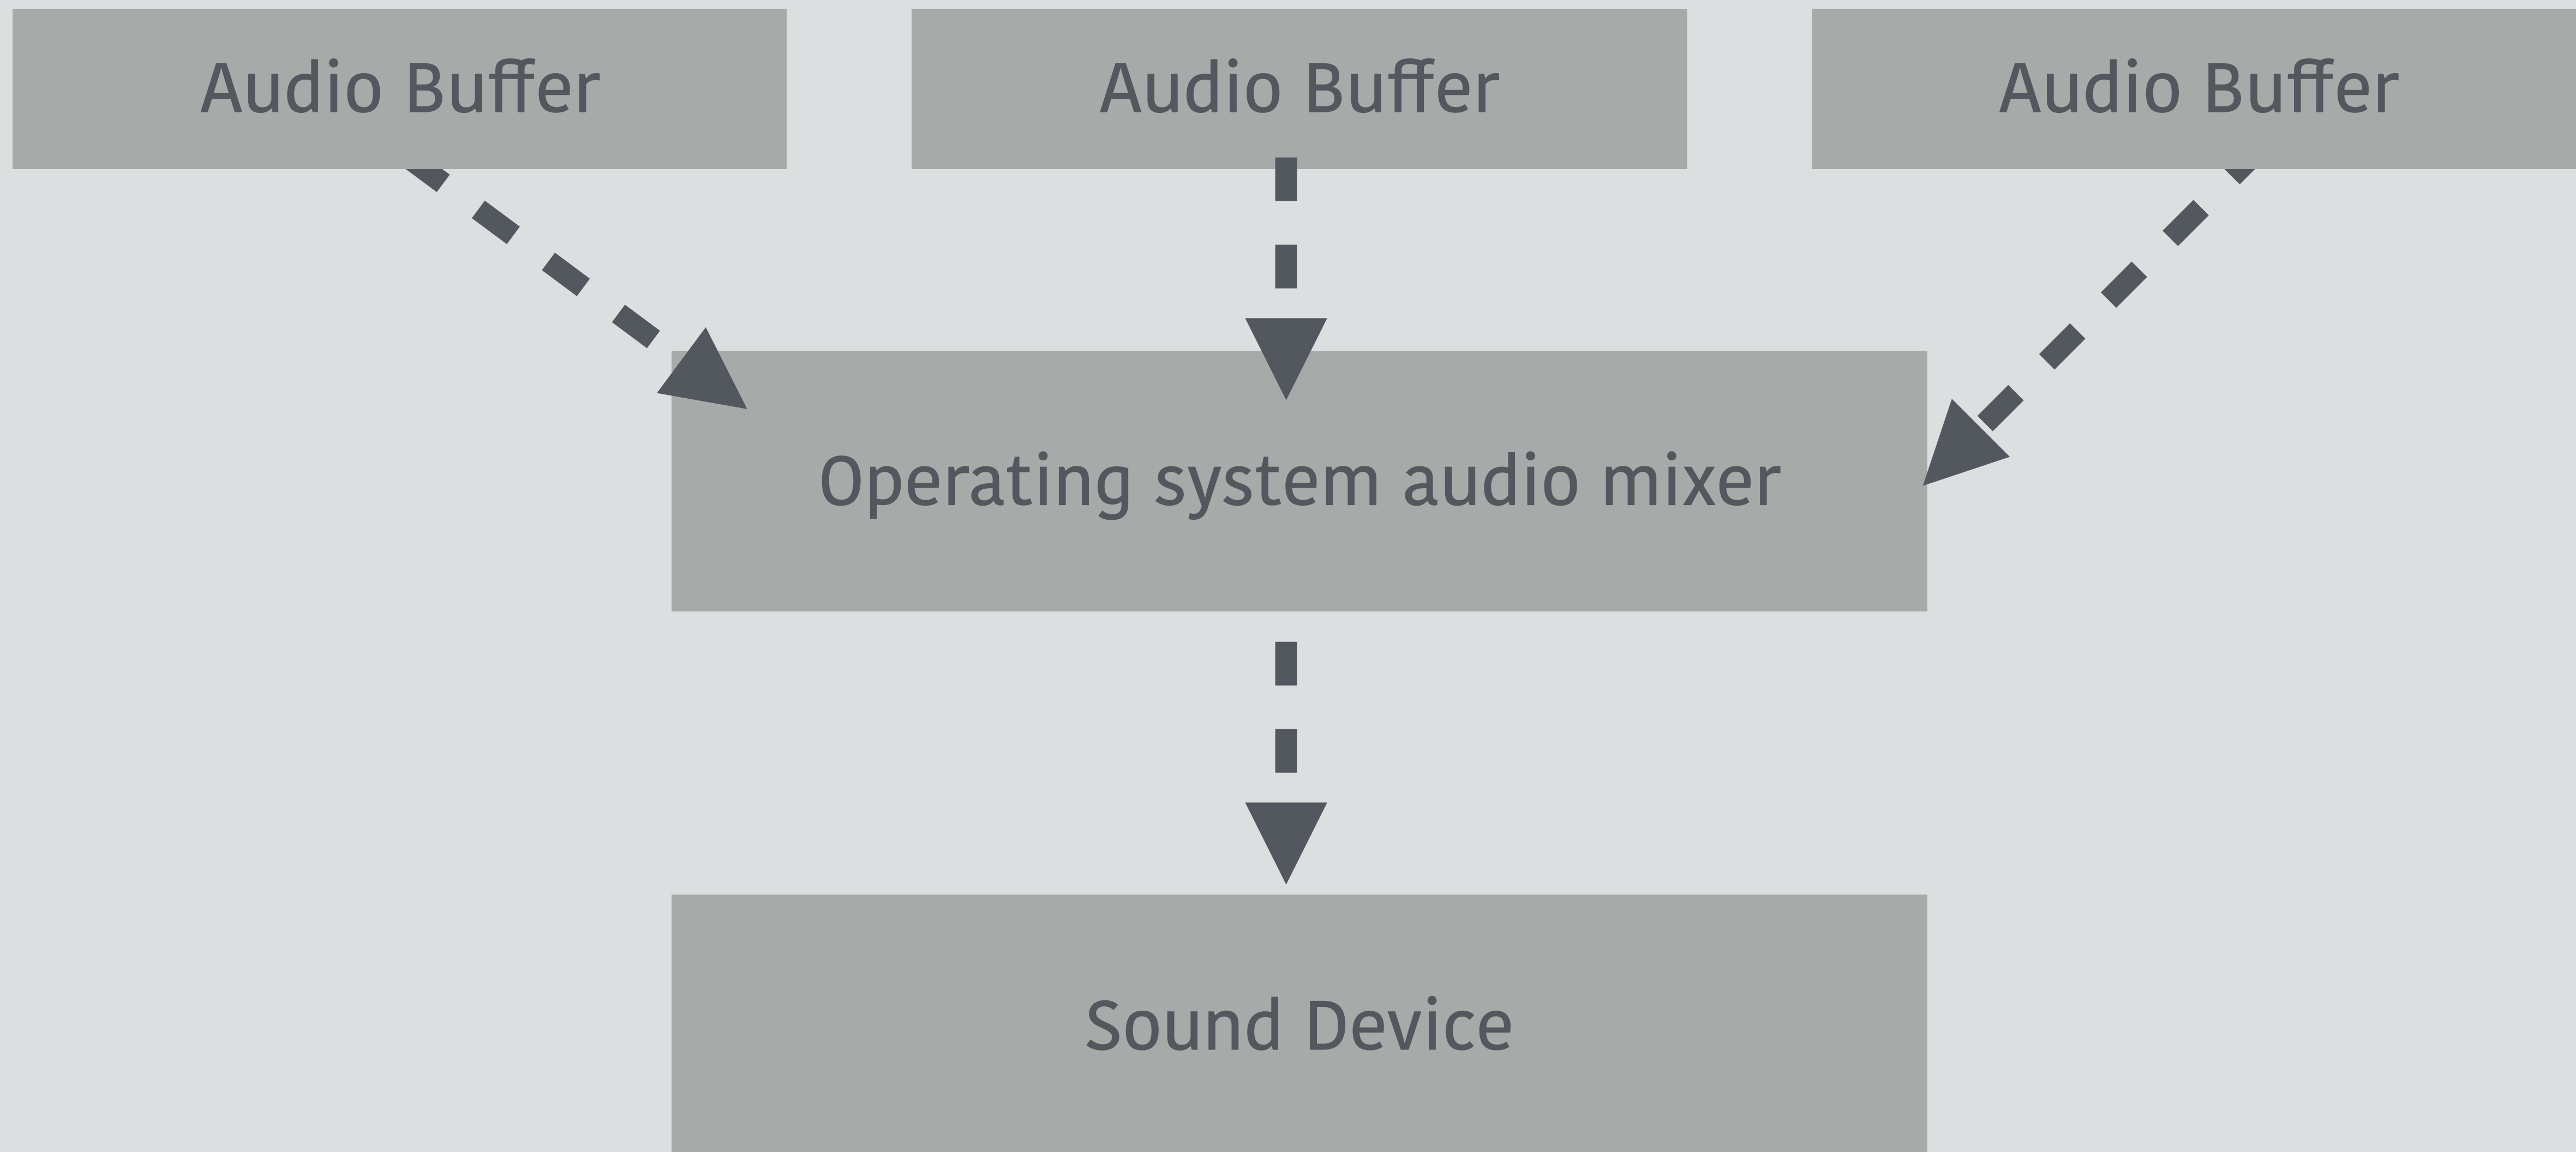 Audio Buffer
Audio Buffer
Audio Buffer
Operating system audio mixer
Sound Device